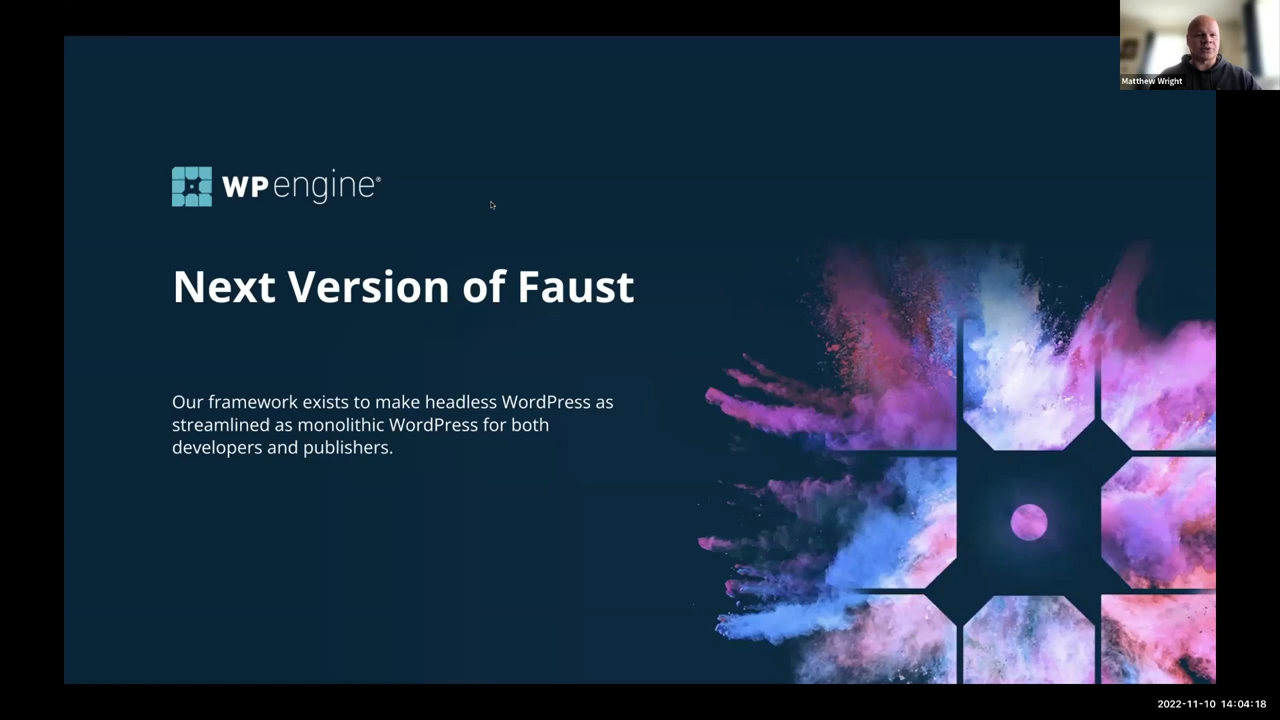 Matthew Wright
WP engine®
Next Version of Faust
Our framework exists to make headless WordPress as
streamlined as monolithic WordPress for both
developers and publishers.
2022-11-10 14:04:18